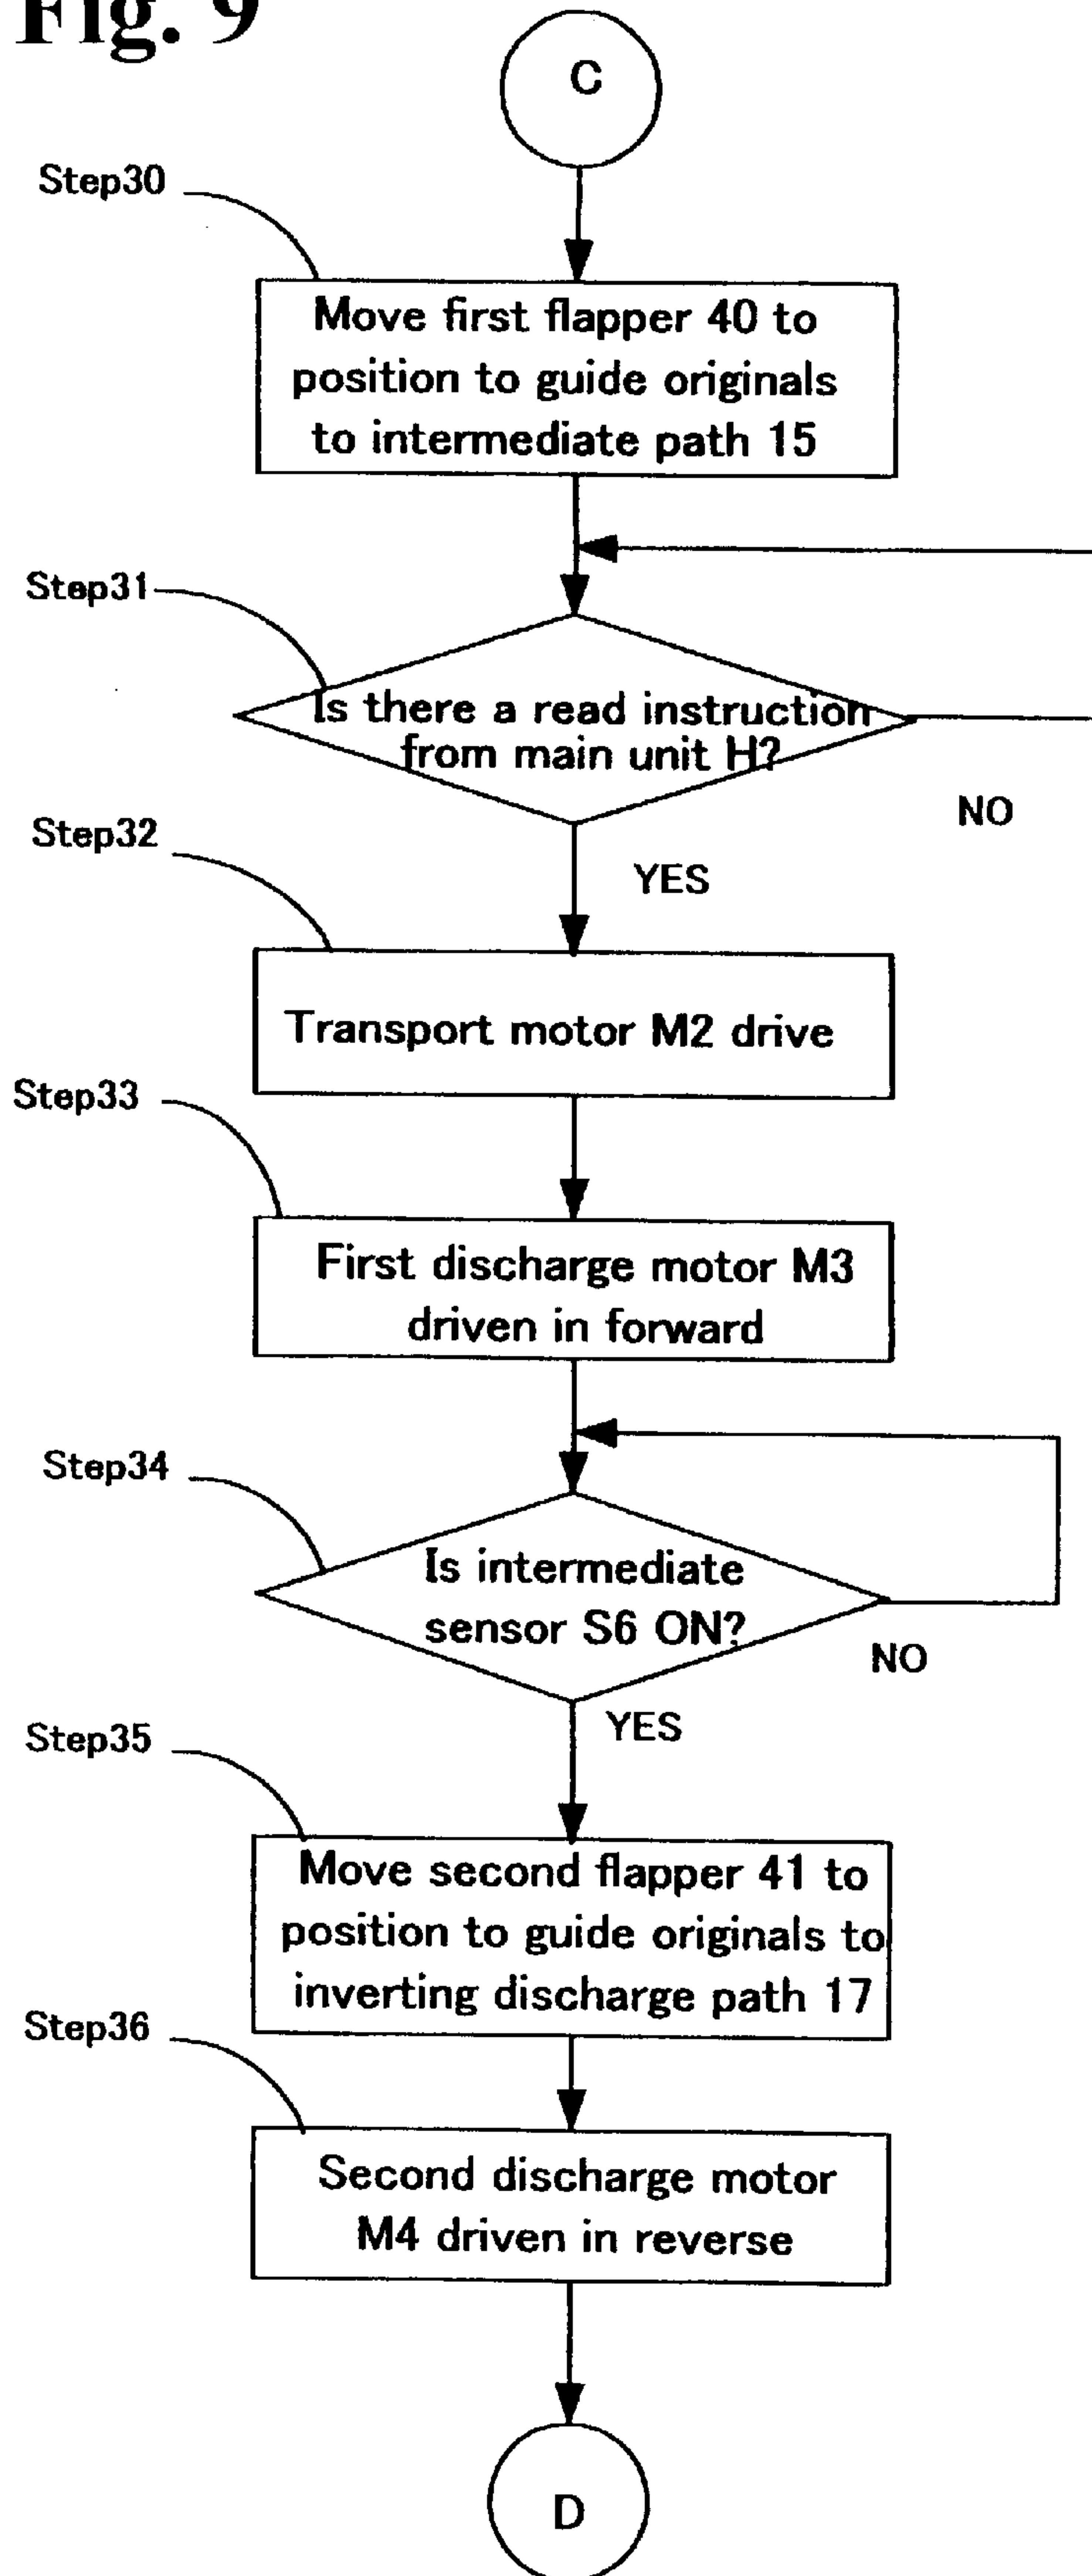 Fig. 9
C
Step30
Move first flapper 40 to
position to guide originals
to intermediate path 15
Step31
Is there a read instruction
from main unit H?
NO
Step32
YES
Transport motor M2 drive
Step33
First discharge motor M3
driven in forward
Step34
Is intermediate
sensor S6 ON?
NO
YES
Step35
Move second flapper 41 to
position to guide originals to
inverting discharge path 17
Step36
Second discharge motor
M4 driven in reverse
D